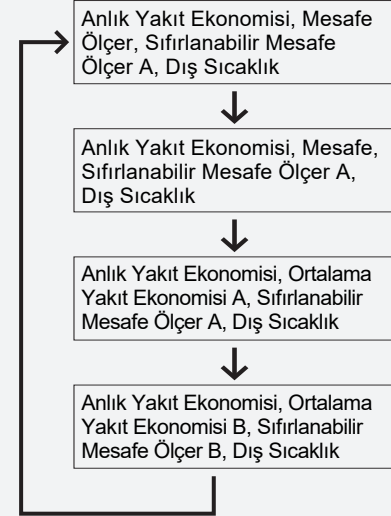 Anlık Yakıt Ekonomisi, Mesafe
Ölçer, Sıfırlanabilir Mesafe
Ölçer A, Dış Sıcaklık
Anlık Yakıt Ekonomisi, Mesafe,
Sıfırlanabilir Mesafe Ölçer A,
Dış Sıcaklık
Anlık Yakıt Ekonomisi, Ortalama
Yakıt Ekonomisi A, Sıfırlanabilir
Mesafe Ölçer A, Dış Sıcaklık
Anlık Yakıt Ekonomisi, Ortalama
Yakıt Ekonomisi B, Sıfırlanabilir
Mesafe Ölçer B, Dış Sıcaklık